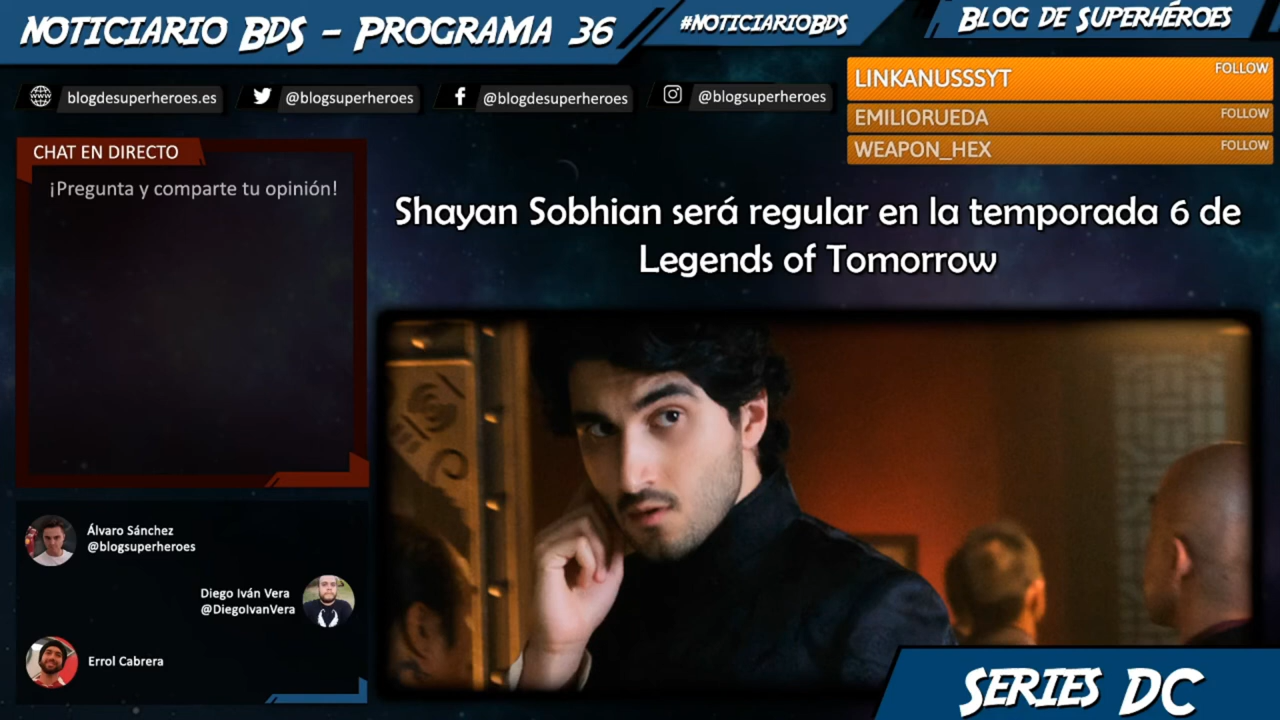 NOTICIARIO BDS – PROGRAMA 36
#NOTICIARIOBDS
BLOG DE SUPERHÉROES
blogdesuperheroes.es
@blogsuperheroes
@blogdesuperheroes
@blogsuperheroes
LINKANUSSSYT FOLLOW
EMILIORUEDA FOLLOW
WEAPON_HEX FOLLOW
CHAT EN DIRECTO
¡Pregunta y comparte tu opinión!
Shayan Sobhian será regular en la temporada 6 de
Legends of Tomorrow
Álvaro Sánchez
@blogsuperheroes
Diego Iván Vera
@DiegoIvanVera
Errol Cabrera
SERIES DC